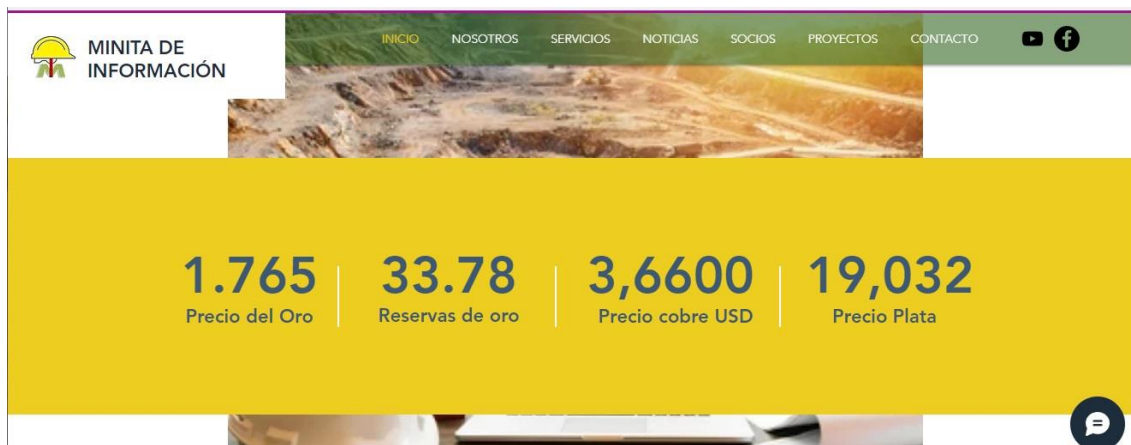 MINITA DE
INFORMACIÓN
INICIO NOSOTROS SERVICIOS NOTICIAS SOCIOS PROYECTOS CONTACTO
1.765 33.78 3,6600 19,032
Precio del Oro Reservas de oro Precio cobre USD Precio Plata